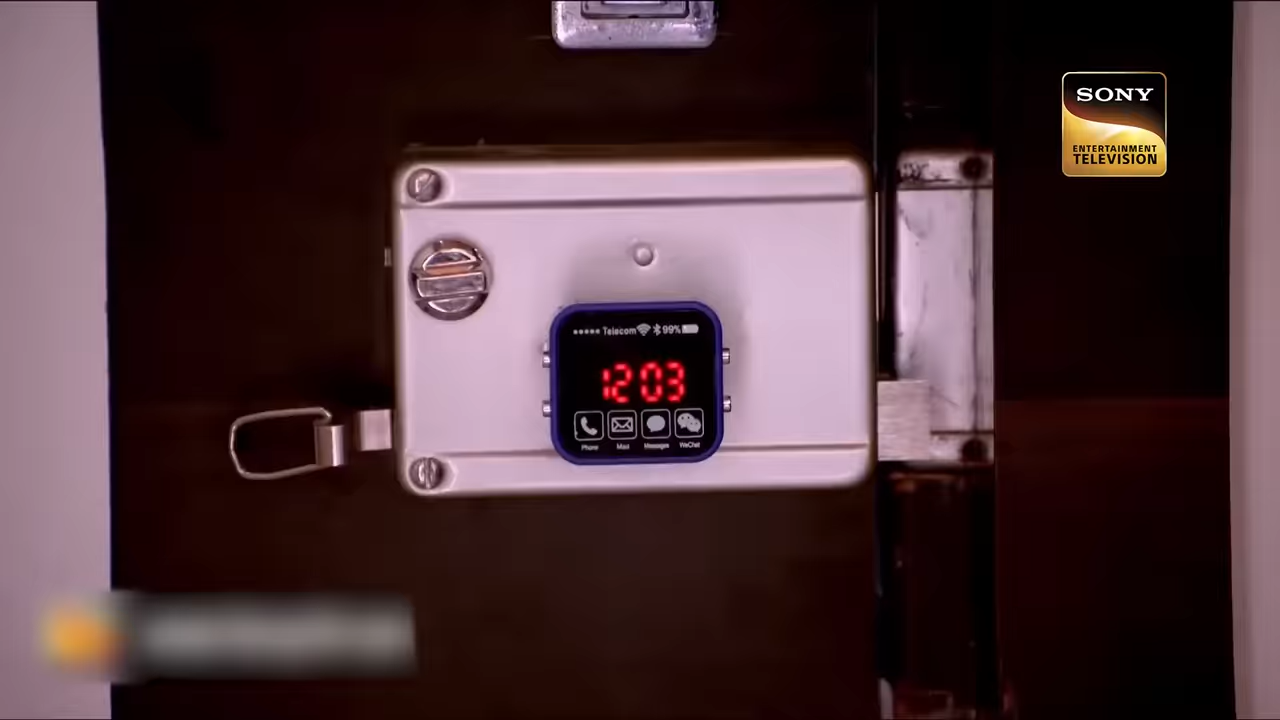 SONY
ENTERTAINMENT
TELEVISION
Telecom 99%
12 03
Phone Mail Messages WeChat